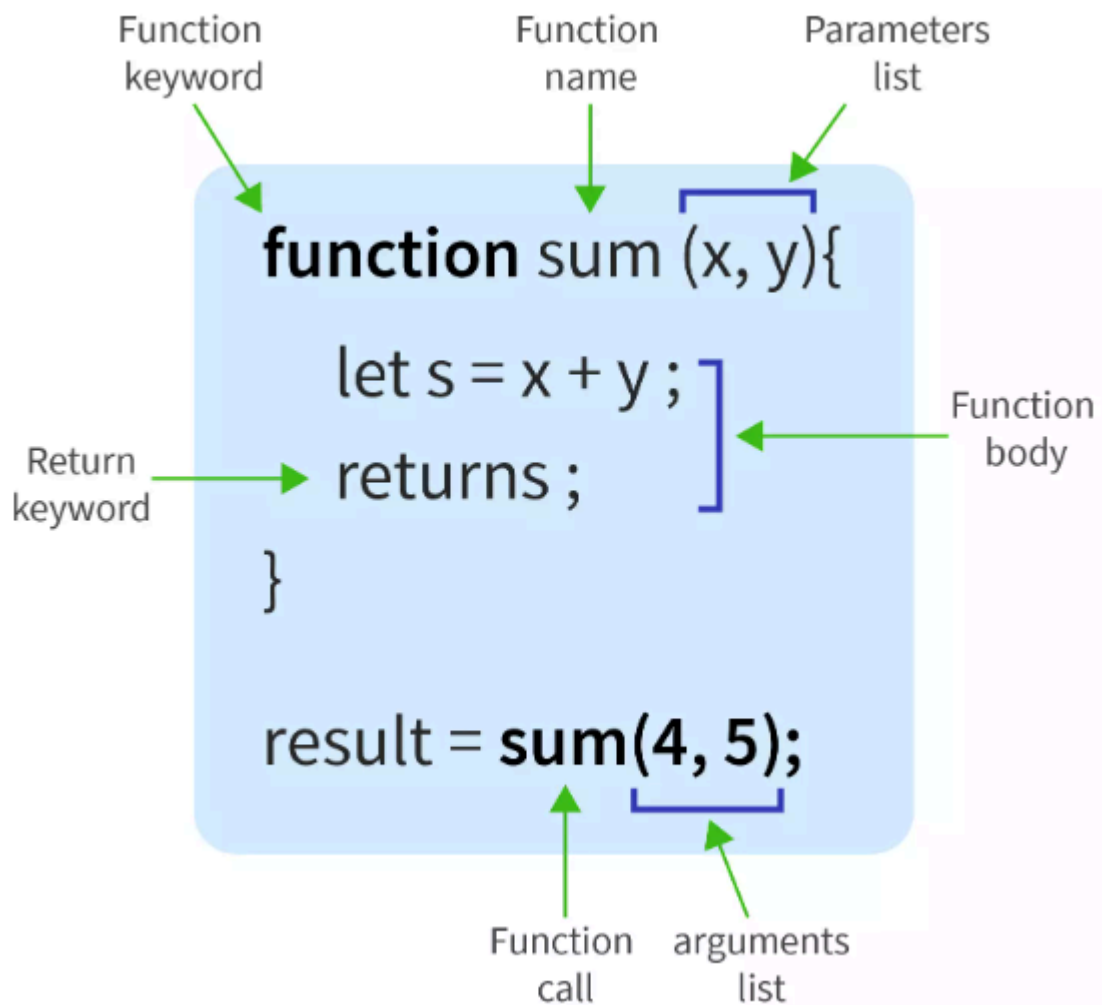 Function
keyword
Function
name
Parameters
list
function sum (x, y){
let s = x + y ;
Function
body
Return
keyword
returns ;
}
result = sum(4, 5);
Function
call
arguments
list